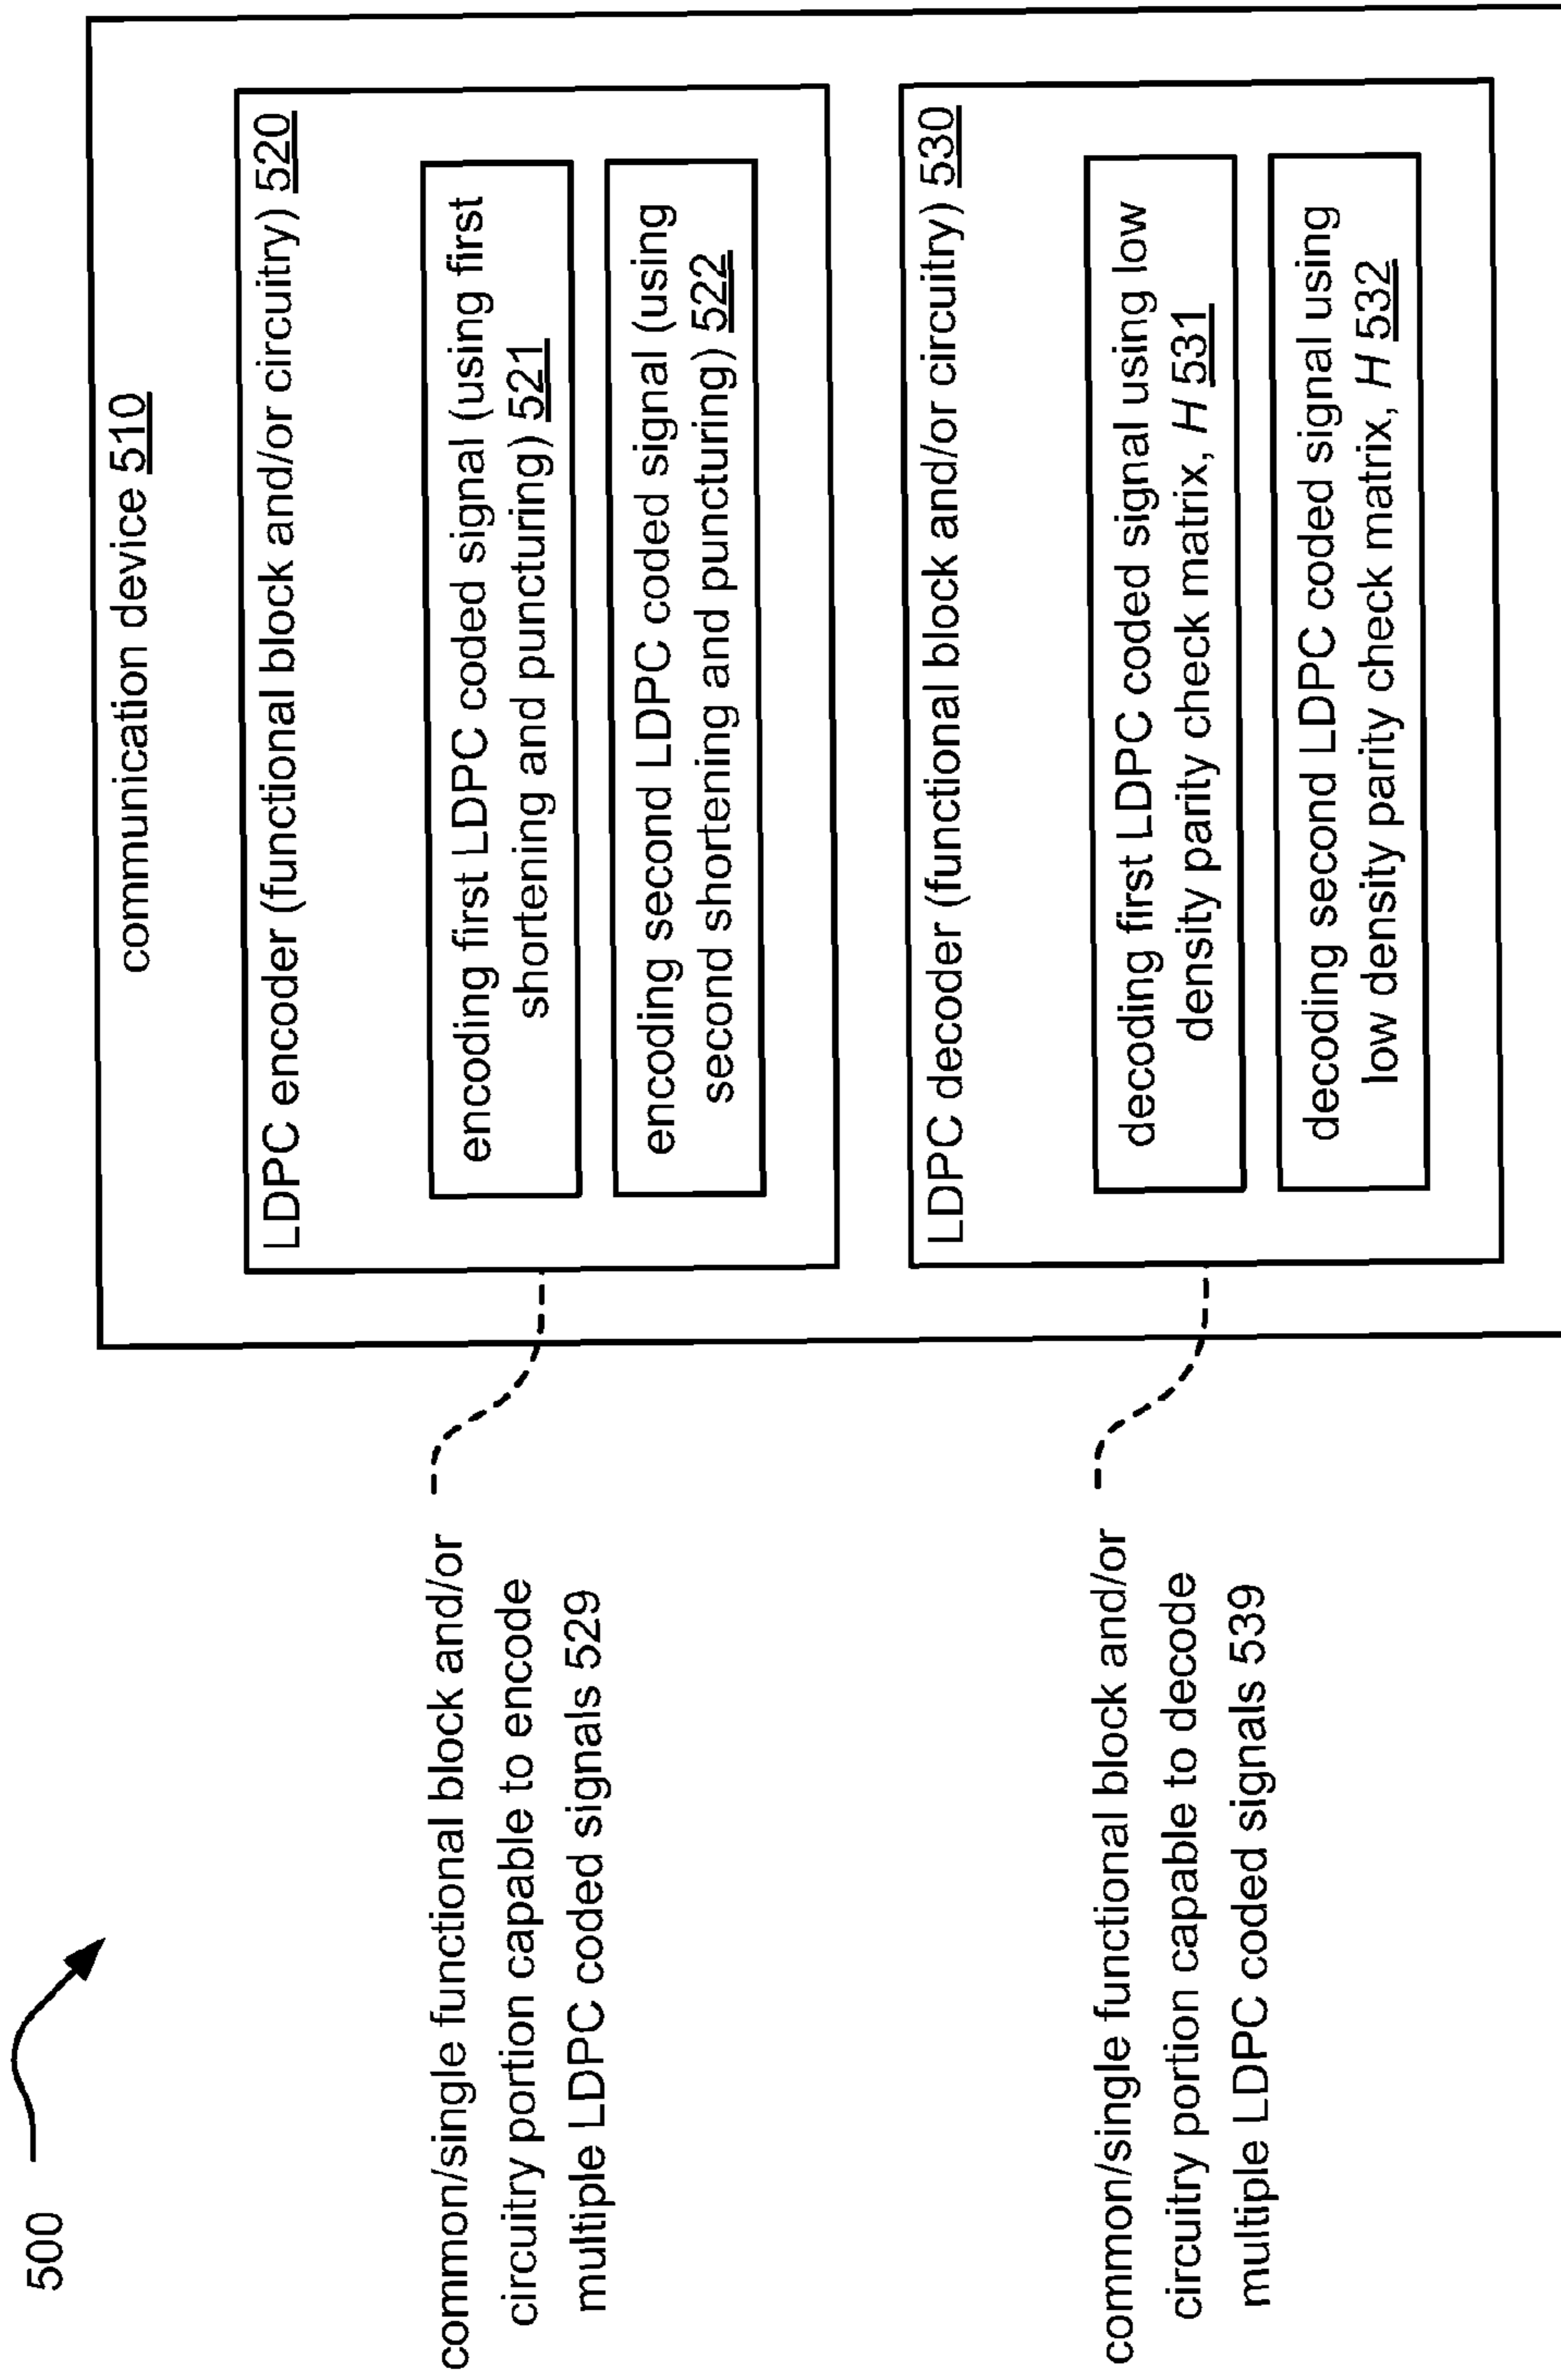 500
communication device 510
LDPC encoder (functional block and/or circuitry) 520
encoding first LDPC coded signal (using first
shortening and puncturing) 521
encoding second LDPC coded signal (using
second shortening and puncturing) 522
common/single functional block and/or
circuitry portion capable to encode
multiple LDPC coded signals 529
LDPC decoder (functional block and/or circuitry) 530
decoding first LDPC coded signal using low
density parity check matrix, H 531
decoding second LDPC coded signal using
low density parity check matrix, H 532
common/single functional block and/or
circuitry portion capable to decode
multiple LDPC coded signals 539